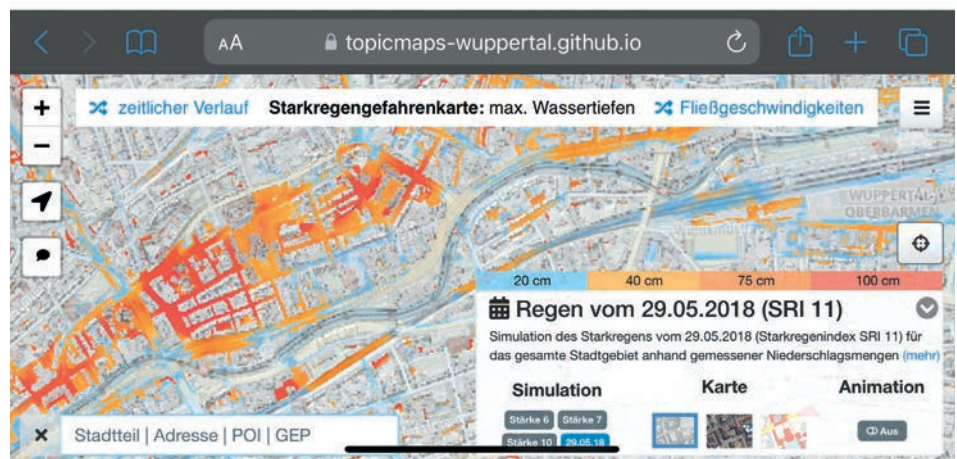 AA topicmaps-wuppertal.github.io
+ zeitlicher Verlauf Starkregengefahrenkarte: max. Wassertiefen Fließgeschwindigkeiten
−
WUPPERTAL-
OBERBARMEN
20 cm 40 cm 75 cm 100 cm
Regen vom 29.05.2018 (SRI 11)
Simulation des Starkregens vom 29.05.2018 (Starkregenindex SRI 11) für
das gesamte Stadtgebiet anhand gemessener Niederschlagsmengen (mehr)
Simulation Karte Animation
Stärke 6 Stärke 7
Aus
Stärke 10 29.05.18
Stadtteil | Adresse | POI | GEP